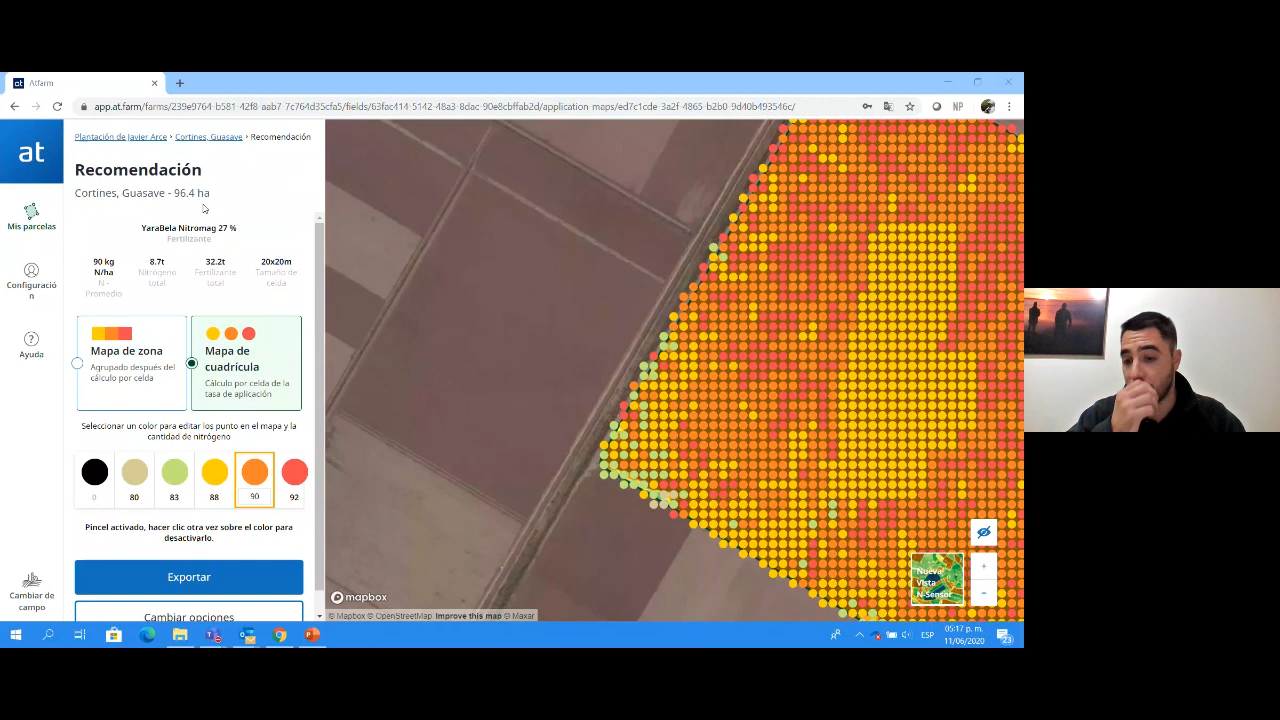 at Atfarm
app.at.farm/farms/239e9764-b581-42f8-aab7-7c764d35cfa5/fields/63fac414-5142-48a3-8dac-90e8cbffab2d/application-maps/ed7c1cde-3a2f-4865-b2b0-9d40b493546c/
NP
at
Mis parcelas
Configuració
n
Ayuda
Cambiar de
campo
Plantación de Javier Arce › Cortines, Guasave › Recomendación
Recomendación
Cortines, Guasave - 96.4 ha
YaraBela Nitromag 27 %
Fertilizante
90 kg
N/ha
N -
Promedio
8.7t
Nitrógeno
total
32.2t
Fertilizante
total
20x20m
Tamaño de
celda
Mapa de zona
Agrupado después del
cálculo por celda
Mapa de
cuadrícula
Cálculo por celda de la
tasa de aplicación
Seleccionar un color para editar los punto en el mapa y la
cantidad de nitrógeno
0 80 83 88 90 92
Pincel activado, hacer clic otra vez sobre el color para
desactivarlo.
Exportar
Cambiar opciones
mapbox
© Mapbox © OpenStreetMap Improve this map © Maxar
Nueva
Vista
N-Sensor
+
-
ESP
05:17 p. m.
11/06/2020
23